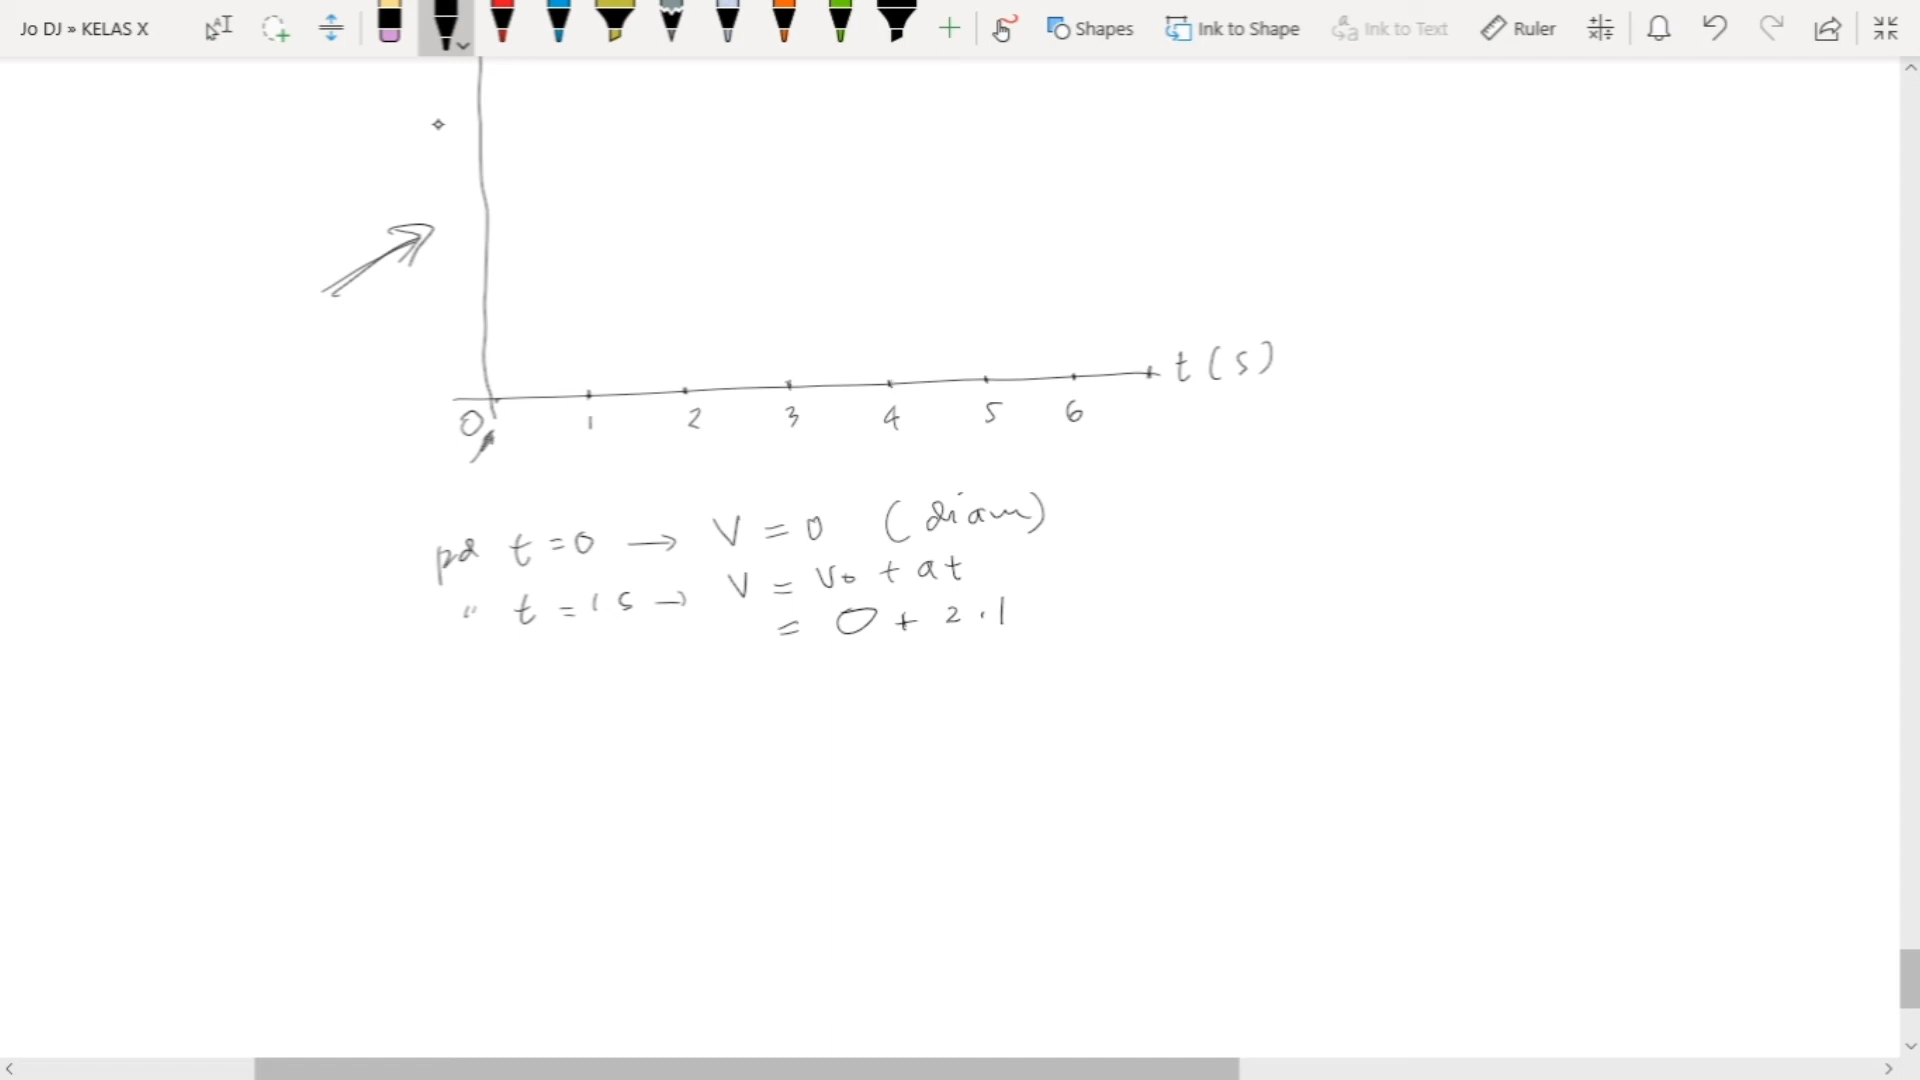 Jo DJ » KELAS X Shapes Ink to Shape Ink to Text Ruler
t (s)
0 1 2 3 4 5 6
pd t = 0 → V = 0 (diam)
" t = 1 s → V = V₀ + at
= 0 + 2 . 1